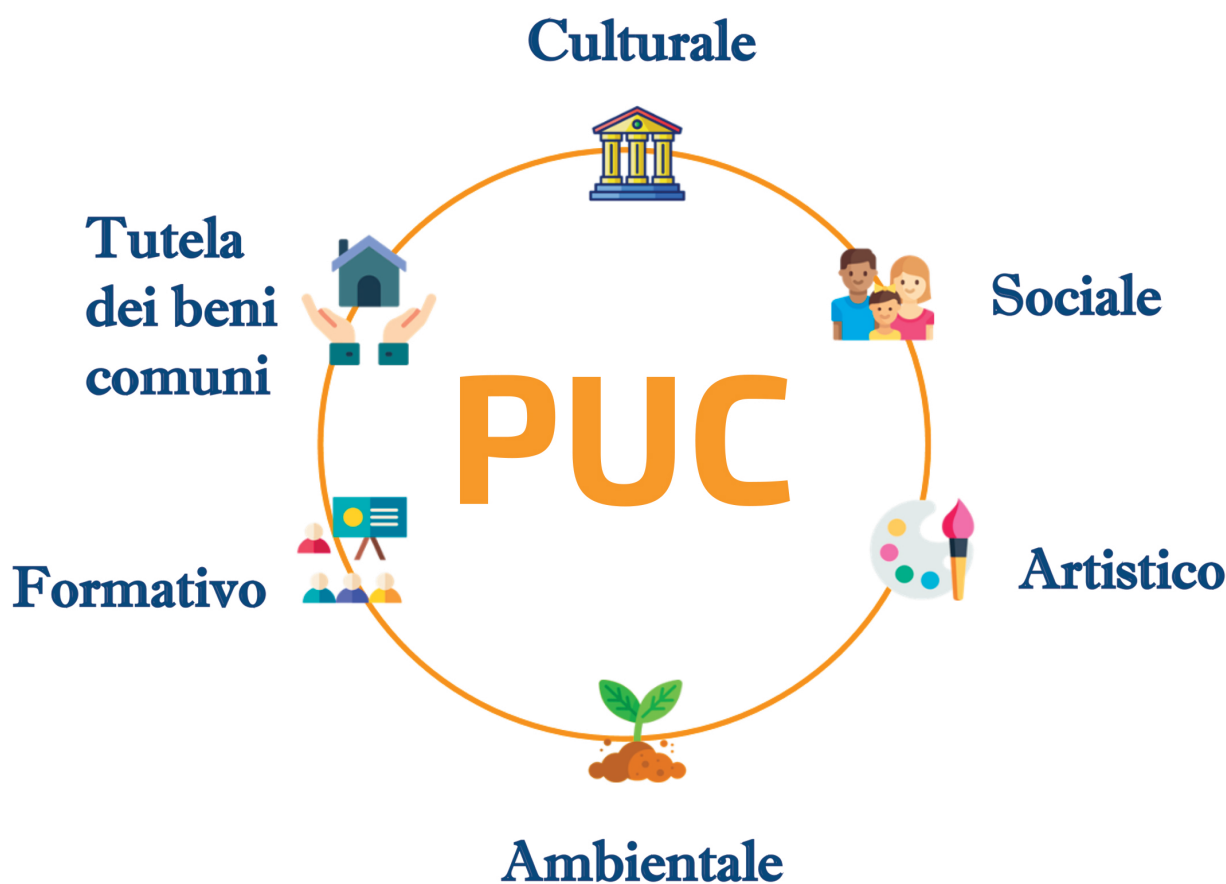 Culturale
Tutela
dei beni
comuni
Sociale
PUC
Formativo
Artistico
Ambientale